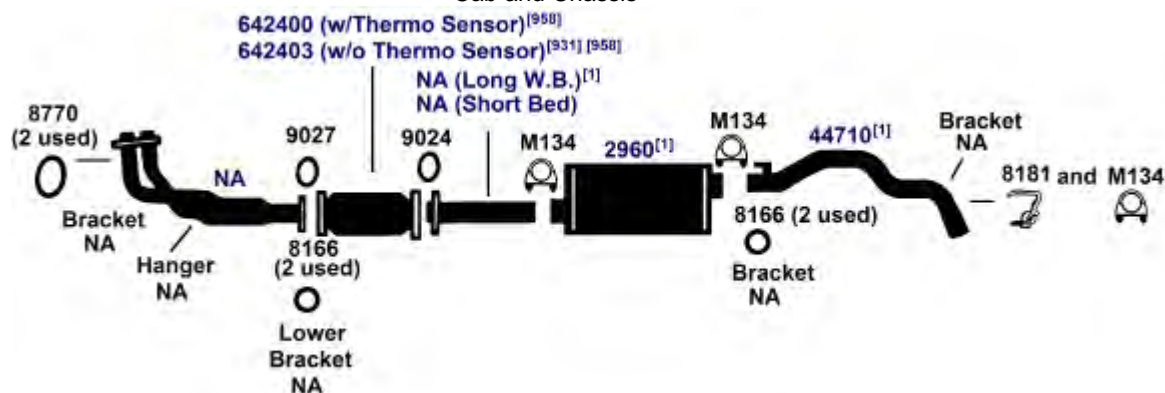 Cab and Chassis
642400 (w/Thermo Sensor)[958]
642403 (w/o Thermo Sensor)[931] [958]
NA (Long W.B.)[1]
NA (Short Bed)
8770
(2 used)
9027
9024
M134
2960[1]
M134
44710[1]
Bracket
NA
8181 and M134
NA
Bracket
NA
Hanger
NA
8166
(2 used)
Lower
Bracket
NA
8166 (2 used)
Bracket
NA